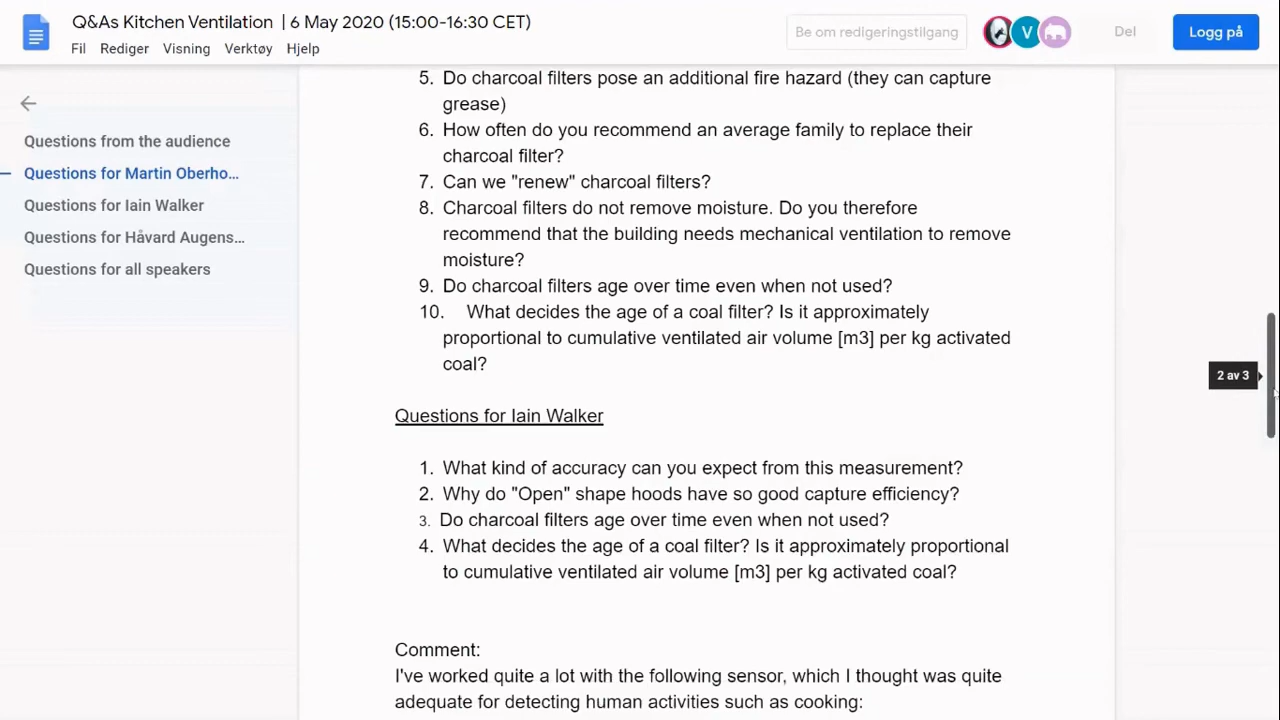 Q&As Kitchen Ventilation | 6 May 2020 (15:00-16:30 CET)
Fil Rediger Visning Verktøy Hjelp
Be om redigeringstilgang
V
Del
Logg på
Questions from the audience
Questions for Martin Oberho...
Questions for Iain Walker
Questions for Håvard Augens...
Questions for all speakers
5. Do charcoal filters pose an additional fire hazard (they can capture
grease)
6. How often do you recommend an average family to replace their
charcoal filter?
7. Can we "renew" charcoal filters?
8. Charcoal filters do not remove moisture. Do you therefore
recommend that the building needs mechanical ventilation to remove
moisture?
9. Do charcoal filters age over time even when not used?
10. What decides the age of a coal filter? Is it approximately
proportional to cumulative ventilated air volume [m3] per kg activated
coal?
2 av 3
Questions for Iain Walker
1. What kind of accuracy can you expect from this measurement?
2. Why do "Open" shape hoods have so good capture efficiency?
3. Do charcoal filters age over time even when not used?
4. What decides the age of a coal filter? Is it approximately proportional
to cumulative ventilated air volume [m3] per kg activated coal?
Comment:
I've worked quite a lot with the following sensor, which I thought was quite
adequate for detecting human activities such as cooking: